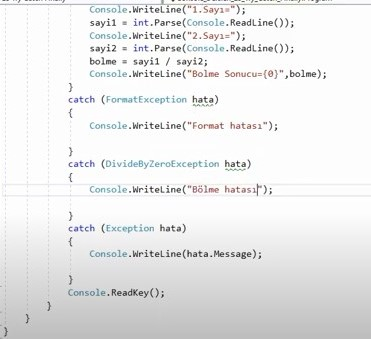 Console.WriteLine("1.Sayı=");
sayi1 = int.Parse(Console.ReadLine());
Console.WriteLine("2.Sayı=");
sayi2 = int.Parse(Console.ReadLine());
bolme = sayi1 / sayi2;
Console.WriteLine("Bolme Sonucu={0}",bolme);
}
catch (FormatException hata)
{
Console.WriteLine("Format hatası");
}
catch (DivideByZeroException hata)
{
Console.WriteLine("Bölme hatası");
}
catch (Exception hata)
{
Console.WriteLine(hata.Message);
}
Console.ReadKey();
}
}
}